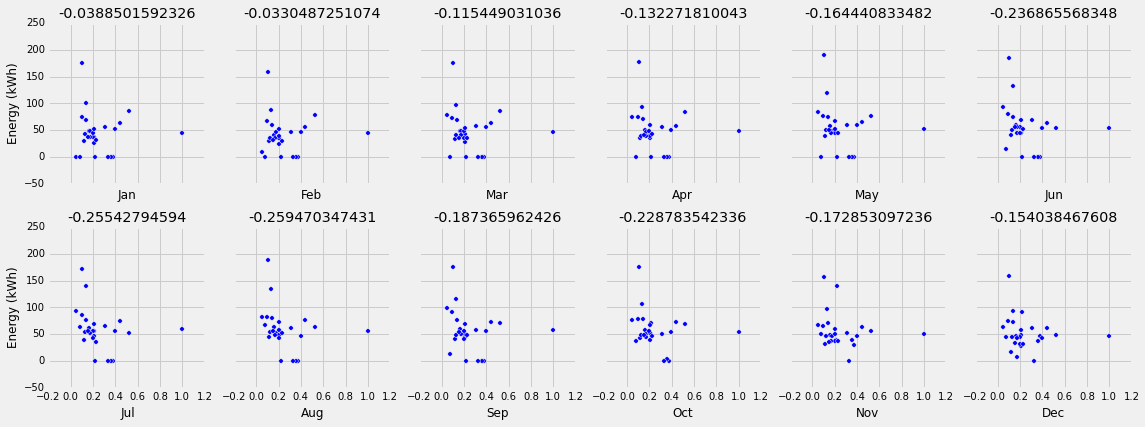 -0.0388501592326 -0.0330487251074 -0.115449031036 -0.132271810043 -0.164440833482 -0.236865568348
250
200
150
100
50
0
−50
Energy (kWh)
Jan Feb Mar Apr May Jun
-0.25542794594 -0.259470347431 -0.187365962426 -0.228783542336 -0.172853097236 -0.154038467608
250
200
150
100
50
0
−50
Energy (kWh)
−0.2 0.0 0.2 0.4 0.6 0.8 1.0 1.2 −0.2 0.0 0.2 0.4 0.6 0.8 1.0 1.2 −0.2 0.0 0.2 0.4 0.6 0.8 1.0 1.2 −0.2 0.0 0.2 0.4 0.6 0.8 1.0 1.2 −0.2 0.0 0.2 0.4 0.6 0.8 1.0 1.2 −0.2 0.0 0.2 0.4 0.6 0.8 1.0 1.2
Jul Aug Sep Oct Nov Dec